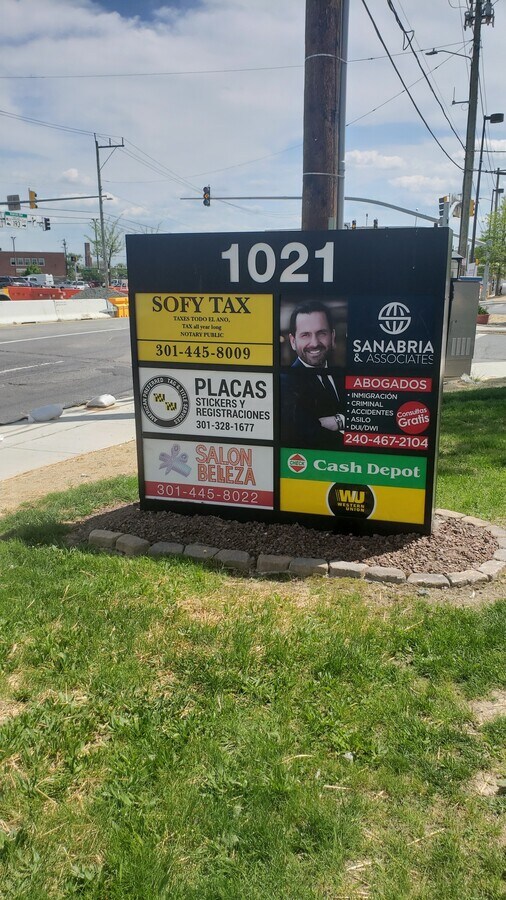 1021
SOFY TAX
TAXES TODO EL ANO,
TAX all year long
NOTARY PUBLIC
301-445-8009
PLACAS
STICKERS Y
REGISTRACIONES
301-328-1677
SALON
BELLEZA
301-445-8022
SANABRIA
& ASSOCIATES
ABOGADOS
· INMIGRACIÓN
· CRIMINAL
· ACCIDENTES
· ASILO
· DUI/DWI
Consultas
Gratis
240-467-2104
CHECK
Cash Depot
WU
WESTERN
UNION